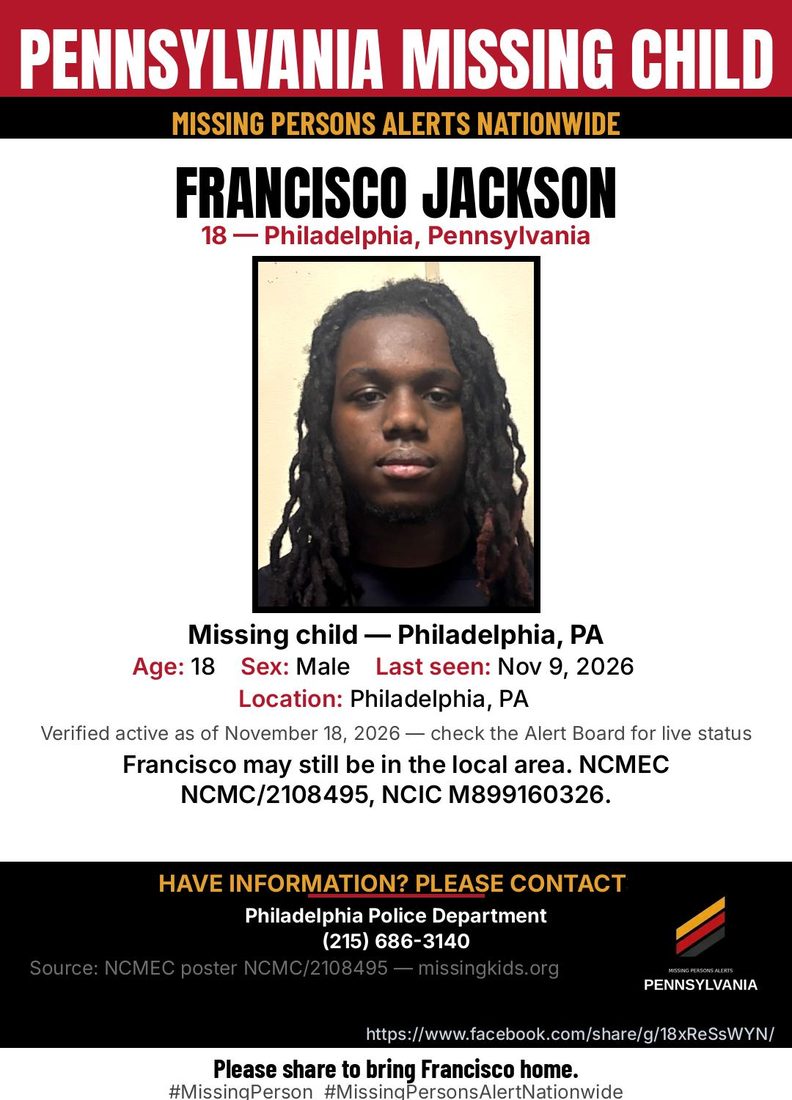 PENNSYLVANIA MISSING CHILD
MISSING PERSONS ALERTS NATIONWIDE
FRANCISCO JACKSON
18 — Philadelphia, Pennsylvania
Missing child — Philadelphia, PA
Age: 18 Sex: Male Last seen: Nov 9, 2026
Location: Philadelphia, PA
Verified active as of November 18, 2026 — check the Alert Board for live status
Francisco may still be in the local area. NCMEC
NCMC/2108495, NCIC M899160326.
HAVE INFORMATION? PLEASE CONTACT
Philadelphia Police Department
(215) 686-3140
Source: NCMEC poster NCMC/2108495 — missingkids.org
MISSING PERSONS ALERTS
PENNSYLVANIA
https://www.facebook.com/share/g/18xReSsWYN/
Please share to bring Francisco home.
#MissingPerson #MissingPersonsAlertNationwide